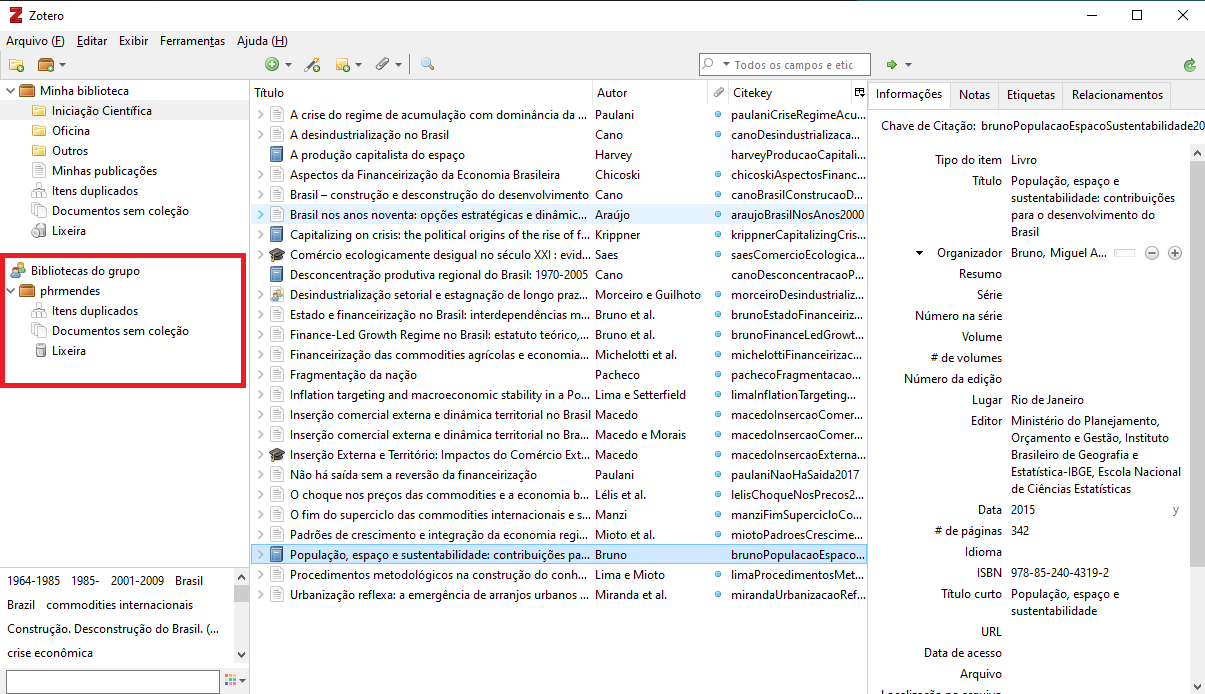 Zotero
Arquivo (F) Editar Exibir Ferramentas Ajuda (H)
Todos os campos e etic
Minha biblioteca
Iniciação Científica
Oficina
Outros
Minhas publicações
Itens duplicados
Documentos sem coleção
Lixeira
Bibliotecas do grupo
phrmendes
Itens duplicados
Documentos sem coleção
Lixeira
1964-1985 1985- 2001-2009 Brasil
Brazil commodities internacionais
Construção. Desconstrução do Brasil. (...
crise econômica
Título Autor Citekey
A crise do regime de acumulação com dominância da ... Paulani paulaniCriseRegimeAcu...
A desindustrialização no Brasil Cano canoDesindustrializaca...
A produção capitalista do espaço Harvey harveyProducaoCapitali...
Aspectos da Financeirização da Economia Brasileira Chicoski chicoskiAspectosFinanc...
Brasil – construção e desconstrução do desenvolvimento Cano canoBrasilConstrucaoD...
Brasil nos anos noventa: opções estratégicas e dinâmic... Araújo araujoBrasilNosAnos2000
Capitalizing on crisis: the political origins of the rise of f... Krippner krippnerCapitalizingCris...
Comércio ecologicamente desigual no século XXI : evid... Saes saesComercioEcologica...
Desconcentração produtiva regional do Brasil: 1970-2005 Cano canoDesconcentracaoP...
Desindustrialização setorial e estagnação de longo praz... Morceiro e Guilhoto morceiroDesindustrializ...
Estado e financeirização no Brasil: interdependências m... Bruno et al. brunoEstadoFinanceiriz...
Finance-Led Growth Regime no Brasil: estatuto teórico,... Bruno et al. brunoFinanceLedGrowt...
Financeirização das commodities agrícolas e economia... Michelotti et al. michelottiFinanceirizac...
Fragmentação da nação Pacheco pachecoFragmentacao...
Inflation targeting and macroeconomic stability in a Po... Lima e Setterfield limaInflationTargeting...
Inserção comercial externa e dinâmica territorial no Brasil Macedo macedoInsercaoComer...
Inserção comercial externa e dinâmica territorial no Bra... Macedo e Morais macedoInsercaoComer...
Inserção Externa e Território: Impactos do Comércio Ext... Macedo macedoInsercaoExterna...
Não há saída sem a reversão da financeirização Paulani paulaniNaoHaSaida2017
O choque nos preços das commodities e a economia b... Lélis et al. lelisChoqueNosPrecos2...
O fim do superciclo das commodities internacionais e s... Manzi manziFimSupercicloCo...
Padrões de crescimento e integração da economia regi... Mioto et al. miotoPadroesCrescime...
População, espaço e sustentabilidade: contribuições pa... Bruno brunoPopulacaoEspaco...
Procedimentos metodológicos na construção do conh... Lima e Mioto limaProcedimentosMet...
Urbanização reflexa: a emergência de arranjos urbanos ... Miranda et al. mirandaUrbanizacaoRef...
Informações Notas Etiquetas Relacionamentos
Chave de Citação: brunoPopulacaoEspacoSustentabilidade20
Tipo do item Livro
Título População, espaço e
sustentabilidade: contribuições
para o desenvolvimento do
Brasil
Organizador Bruno, Miguel A...
Resumo
Série
Número na série
Volume
# de volumes
Número da edição
Lugar Rio de Janeiro
Editor Ministério do Planejamento,
Orçamento e Gestão, Instituto
Brasileiro de Geografia e
Estatística-IBGE, Escola Nacional
de Ciências Estatísticas
Data 2015 y
# de páginas 342
Idioma
ISBN 978-85-240-4319-2
Título curto População, espaço e
sustentabilidade
URL
Data de acesso
Arquivo
Localização no arquivo